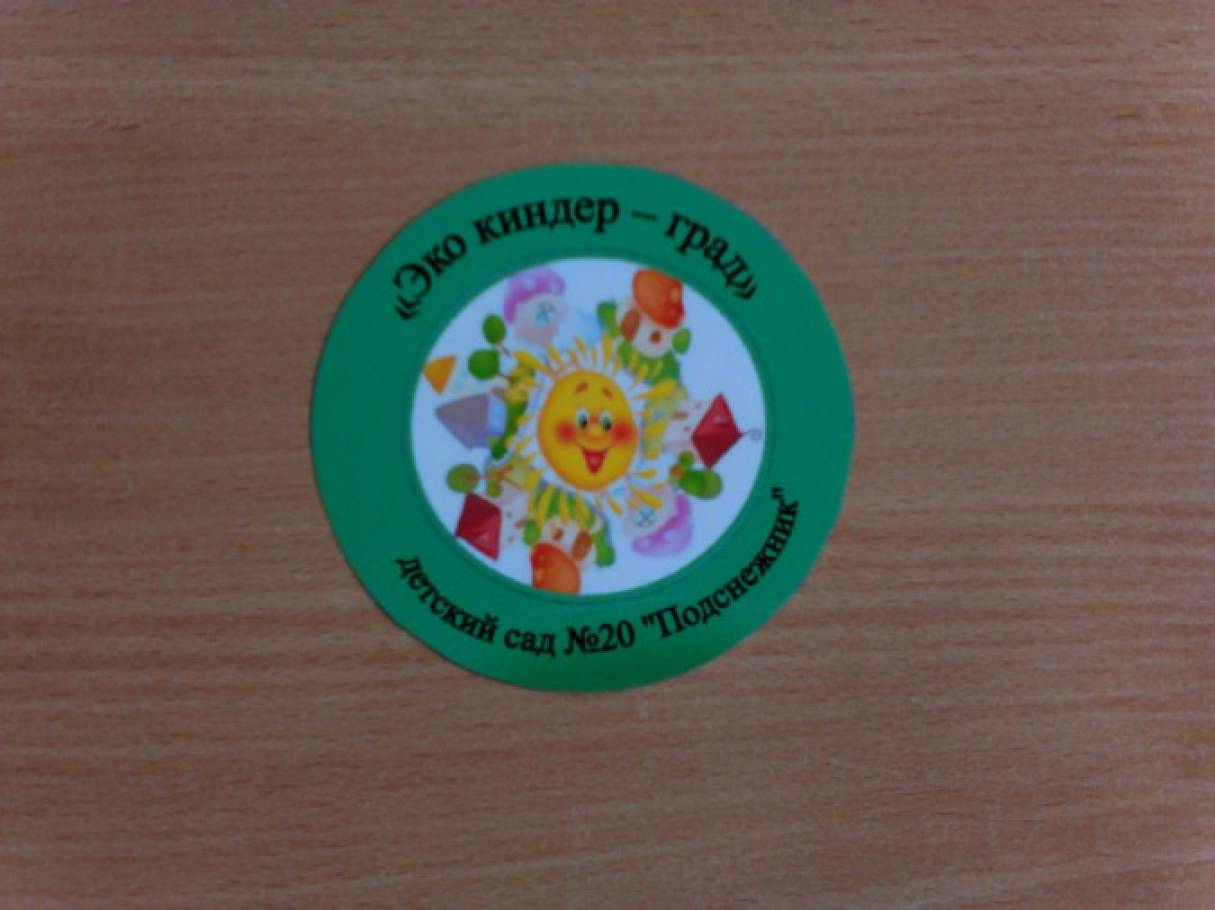 «Эко киндер – град»
детский сад №20 "Подснежник"